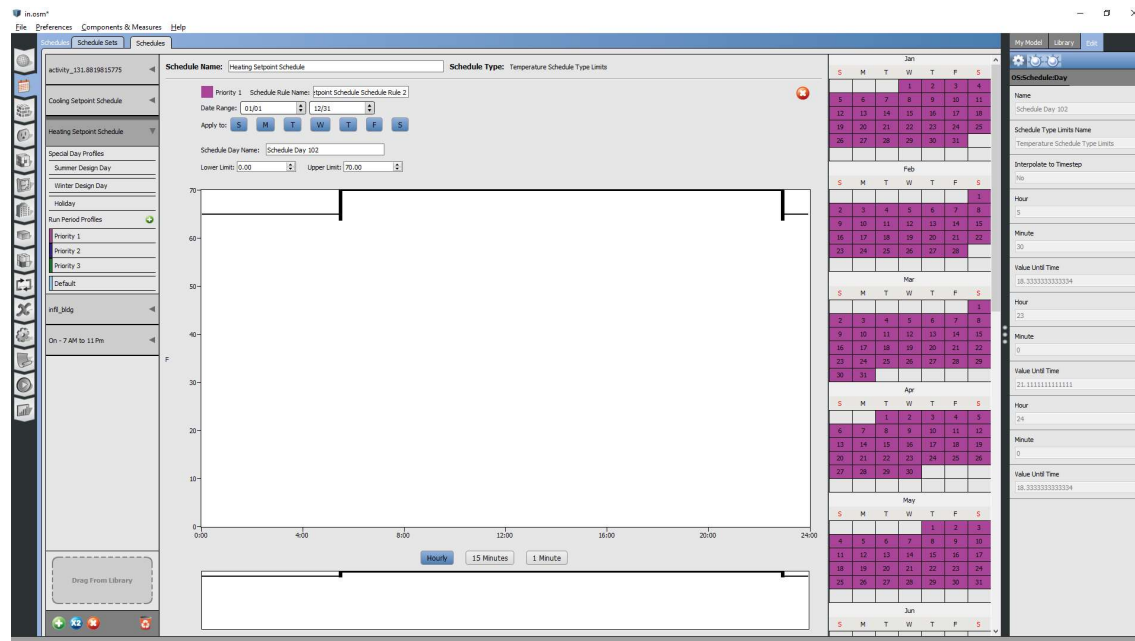 in.osm*
File Preferences Components & Measures Help
Schedules Schedule Sets Schedules
My Model Library Edit
activity_131.8819815775
Cooling Setpoint Schedule
Heating Setpoint Schedule
Special Day Profiles
Summer Design Day
Winter Design Day
Holiday
Run Period Profiles
Priority 1
Priority 2
Priority 3
Default
infil_bldg
On - 7 AM to 11 Pm
Drag From Library
X2
Schedule Name: Heating Setpoint Schedule Schedule Type: Temperature Schedule Type Limits
Priority 1 Schedule Rule Name: tpoint Schedule Schedule Rule 2
Date Range: 01/01 12/31
Apply to: S M T W T F S
Schedule Day Name: Schedule Day 102
Lower Limit: 0.00 Upper Limit: 70.00
70
60
50
40
F
30
20
10
0
0:00 4:00 8:00 12:00 16:00 20:00 24:00
Hourly 15 Minutes 1 Minute
Jan
S M T W T F S
1 2 3 4
5 6 7 8 9 10 11
12 13 14 15 16 17 18
19 20 21 22 23 24 25
26 27 28 29 30 31
Feb
S M T W T F S
1
2 3 4 5 6 7 8
9 10 11 12 13 14 15
16 17 18 19 20 21 22
23 24 25 26 27 28
Mar
S M T W T F S
1
2 3 4 5 6 7 8
9 10 11 12 13 14 15
16 17 18 19 20 21 22
23 24 25 26 27 28 29
30 31
Apr
S M T W T F S
1 2 3 4 5
6 7 8 9 10 11 12
13 14 15 16 17 18 19
20 21 22 23 24 25 26
27 28 29 30
May
S M T W T F S
1 2 3
4 5 6 7 8 9 10
11 12 13 14 15 16 17
18 19 20 21 22 23 24
25 26 27 28 29 30 31
Jun
S M T W T F S
OS:Schedule:Day
Name
Schedule Day 102
Schedule Type Limits Name
Temperature Schedule Type Limits
Interpolate to Timestep
No
Hour
5
Minute
30
Value Until Time
18.3333333333334
Hour
23
Minute
0
Value Until Time
21.1111111111111
Hour
24
Minute
0
Value Until Time
18.3333333333334